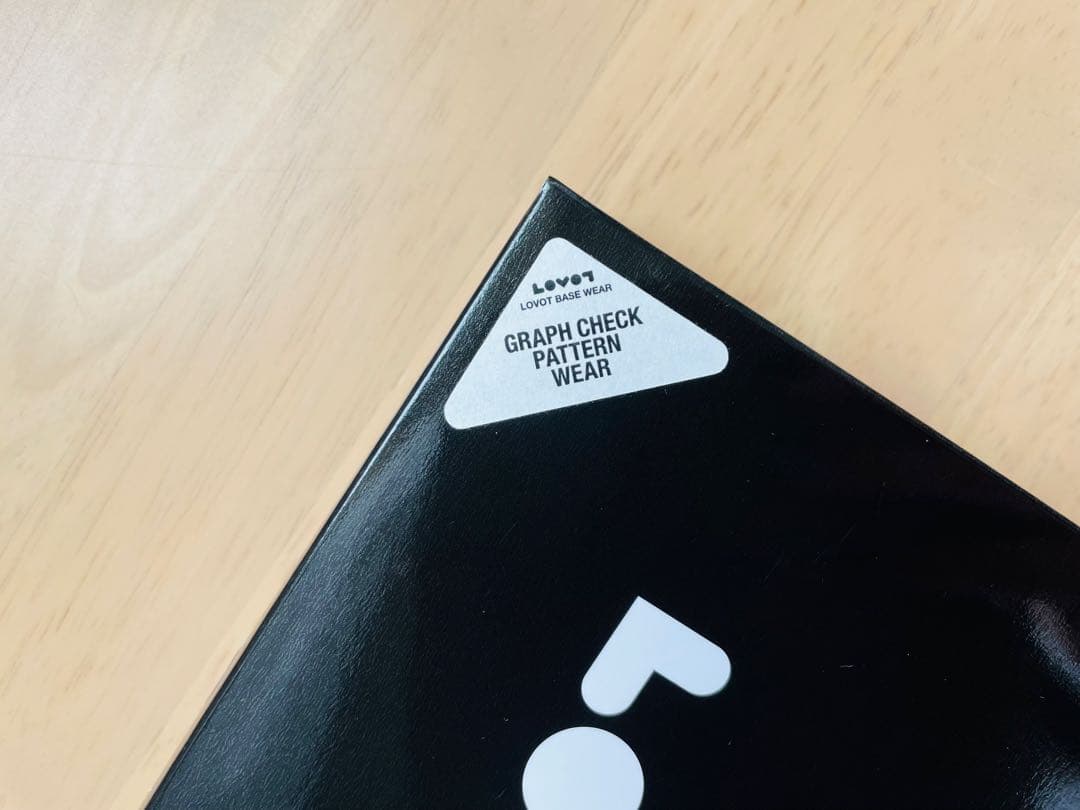 LOVOT
LOVOT BASE WEAR
GRAPH CHECK
PATTERN
WEAR